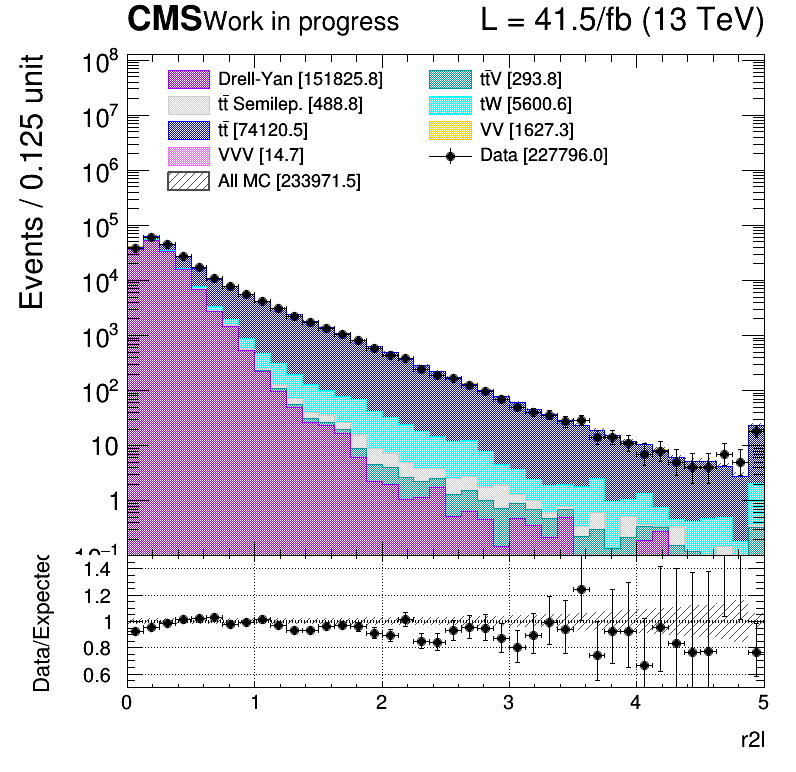 CMS Work in progress L = 41.5/fb (13 TeV)
Drell-Yan [151825.8] tt̄V [293.8]
tt̄ Semilep. [488.8] tW [5600.6]
tt̄ [74120.5] VV [1627.3]
VVV [14.7] Data [227796.0]
All MC [233971.5]
Events / 0.125 unit
10⁸
10⁷
10⁶
10⁵
10⁴
10³
10²
10
1
10⁻¹
Data/Expected
1.4
1.2
1
0.8
0.6
0 1 2 3 4 5
r2l